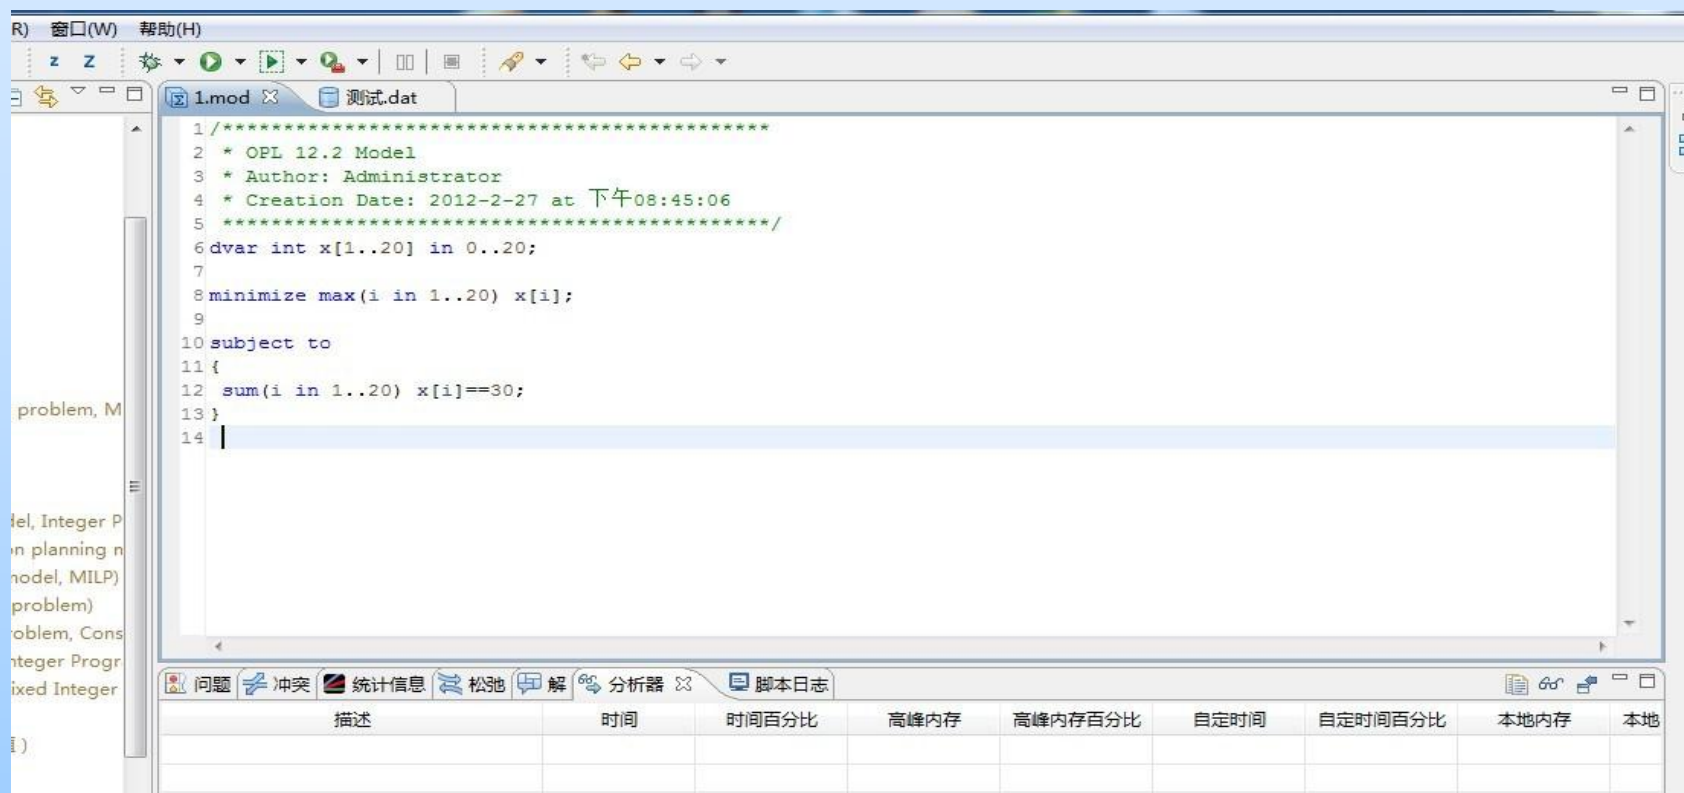 R) 窗口(W) 帮助(H)
z Z
1.mod 测试.dat
1 /*********************************************
2 * OPL 12.2 Model
3 * Author: Administrator
4 * Creation Date: 2012-2-27 at 下午08:45:06
5 *********************************************/
6 dvar int x[1..20] in 0..20;
7
8 minimize max(i in 1..20) x[i];
9
10 subject to
11 {
12 sum(i in 1..20) x[i]==30;
13 }
14
problem, M
del, Integer P
on planning n
model, MILP)
problem)
oblem, Cons
nteger Progr
ixed Integer
)
问题 冲突 统计信息 松弛 解 分析器 脚本日志
描述 时间 时间百分比 高峰内存 高峰内存百分比 自定时间 自定时间百分比 本地内存 本地